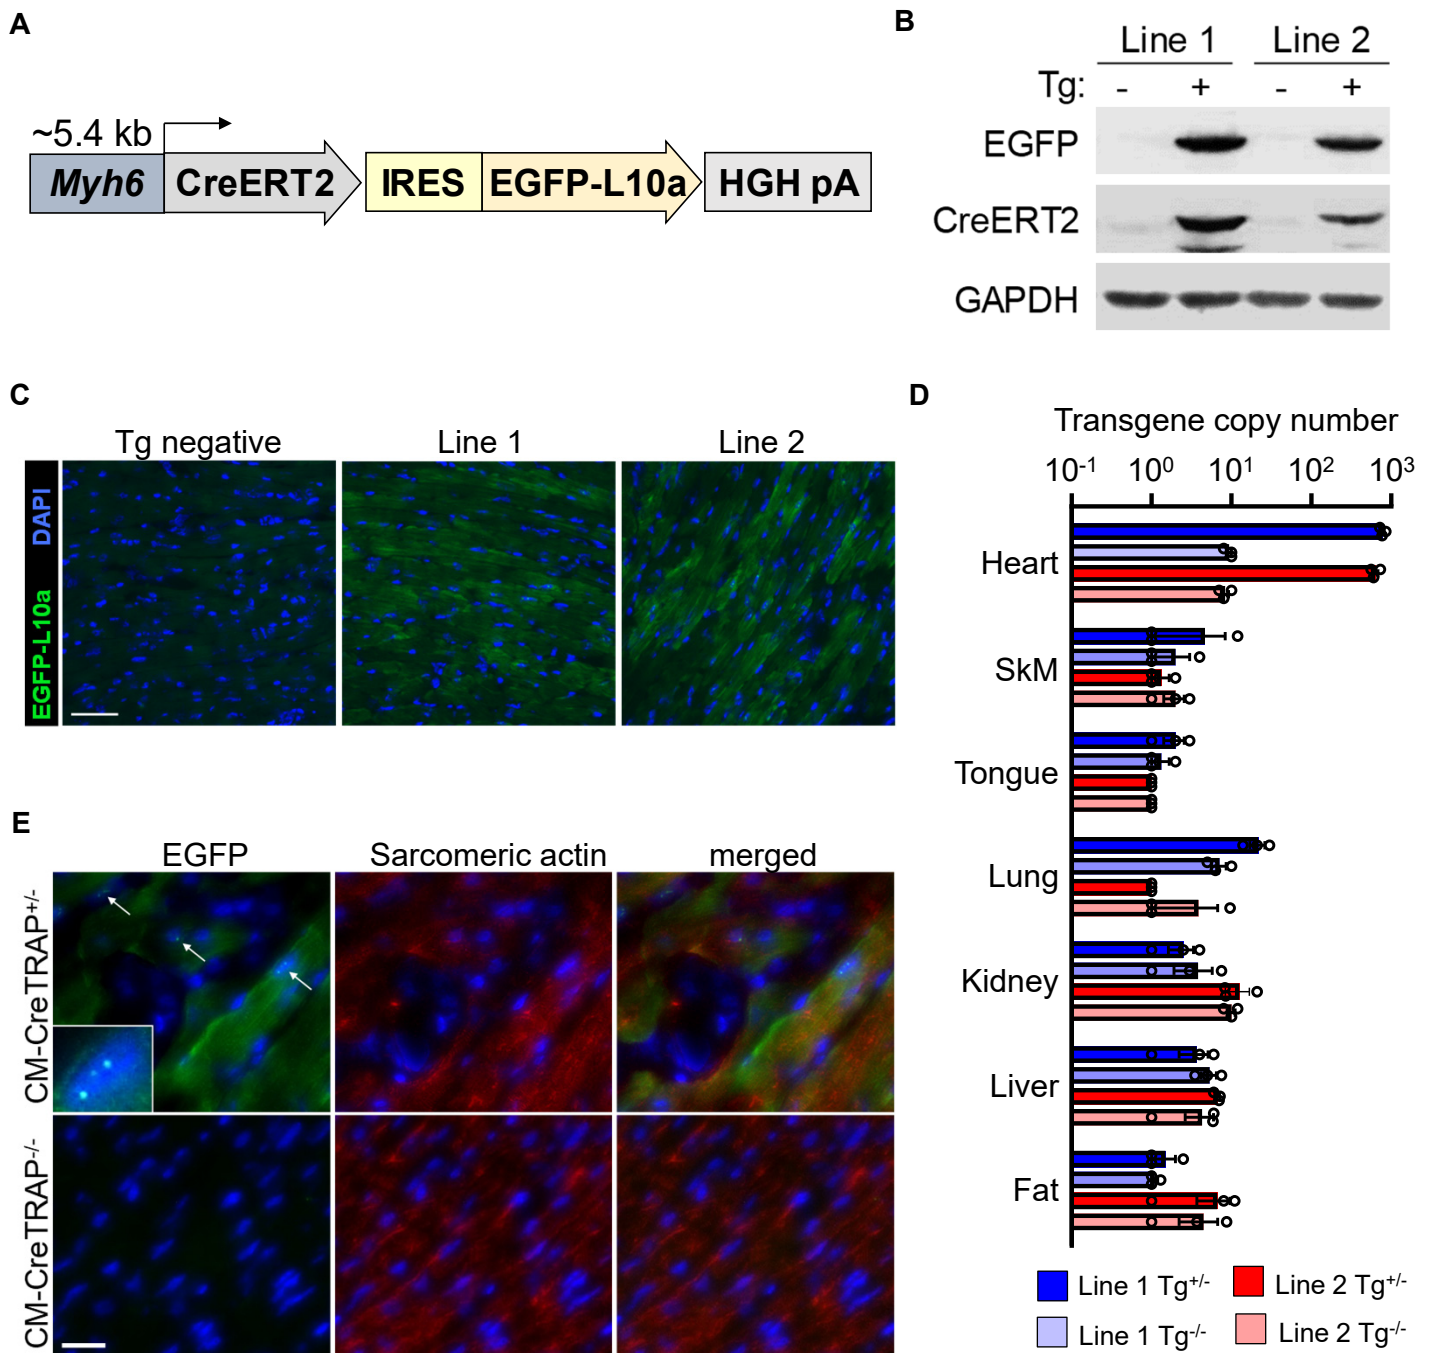 A
~5.4 kb
Myh6
CreERT2
IRES
EGFP-L10a
HGH pA
B
Line 1
Line 2
Tg:
-
+
-
+
EGFP
CreERT2
GAPDH
C
Tg negative
Line 1
Line 2
EGFP-L10a
DAPI
D
Transgene copy number
10-1
100
101
102
103
Heart
SkM
Tongue
Lung
Kidney
Liver
Fat
Line 1 Tg+/-
Line 2 Tg+/-
Line 1 Tg-/-
Line 2 Tg-/-
E
EGFP
Sarcomeric actin
merged
CM-CreTRAP+/-
CM-CreTRAP-/-